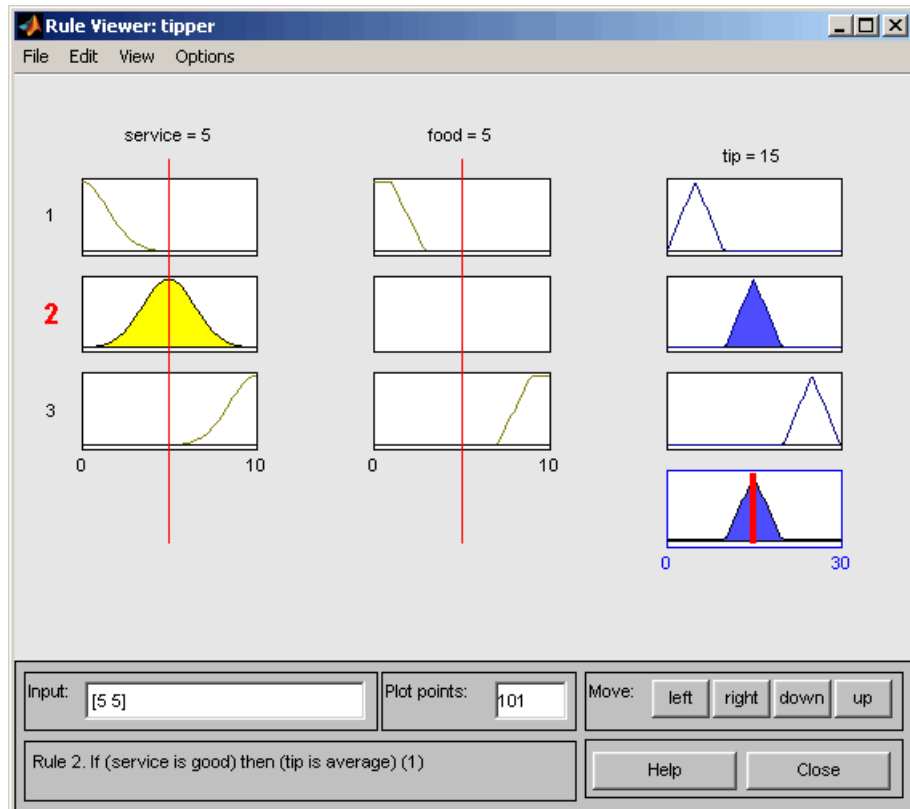 Rule Viewer: tipper
File Edit View Options
service = 5
food = 5
tip = 15
1
2
3
0 10
0 10
0 30
Input: [5 5]
Plot points: 101
Move: left right down up
Rule 2. If (service is good) then (tip is average) (1)
Help
Close